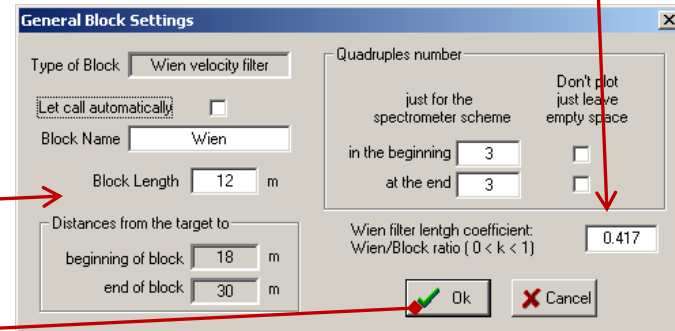 General Block Settings
Type of Block Wien velocity filter
Let call automatically
Block Name Wien
Block Length 12 m
Distances from the target to
beginning of block 18 m
end of block 30 m
Quadruples number
just for the spectrometer scheme
Don't plot just leave empty space
in the beginning 3
at the end 3
Wien filter lentgh coefficient:
Wien/Block ratio ( 0 < k < 1) 0.417
Ok
Cancel